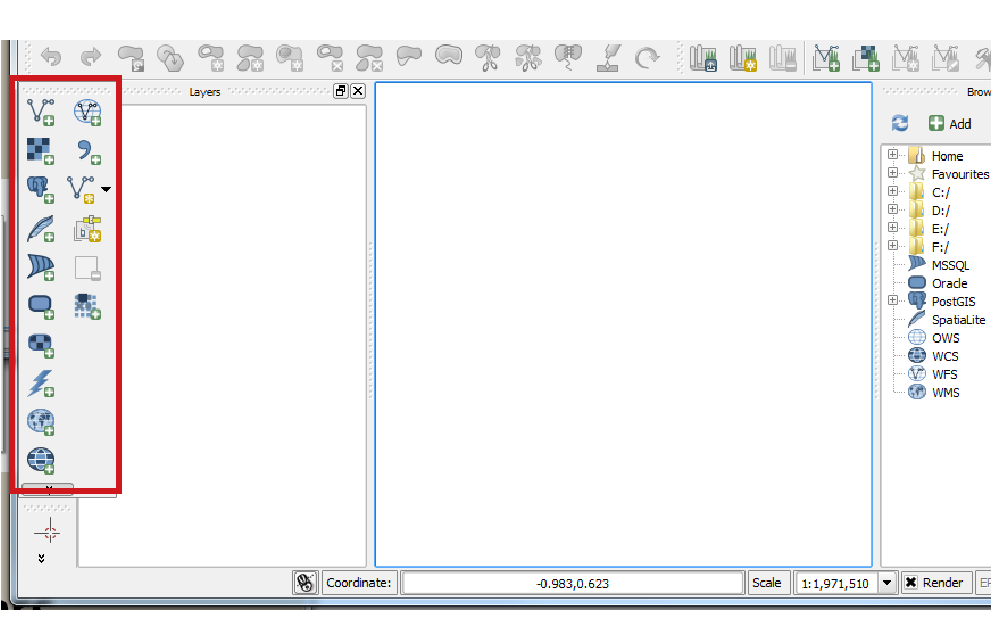 Layers
Brow
Add
Home
Favourites
C:/
D:/
E:/
F:/
MSSQL
Oracle
PostGIS
SpatiaLite
OWS
WCS
WFS
WMS
Coordinate: -0.983,0.623 Scale 1:1,971,510 Render EP